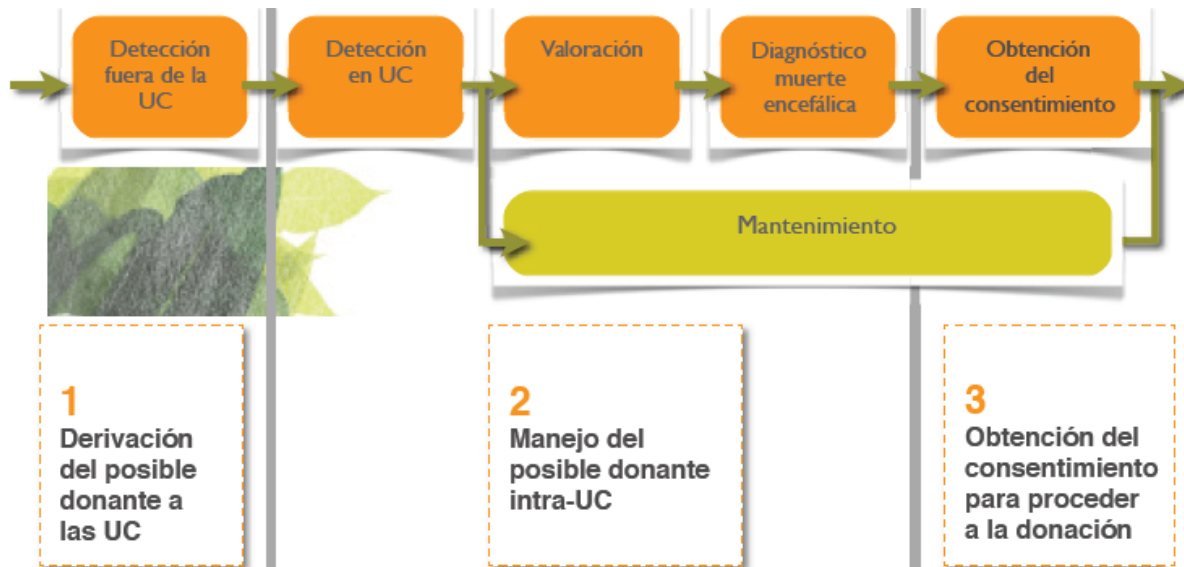 Detección
fuera de la
UC
Detección
en UC
Valoración
Diagnóstico
muerte
encefálica
Obtención
del
consentimiento
Mantenimiento
1
Derivación
del posible
donante a
las UC
2
Manejo del
posible donante
intra-UC
3
Obtención del
consentimiento
para proceder
a la donación